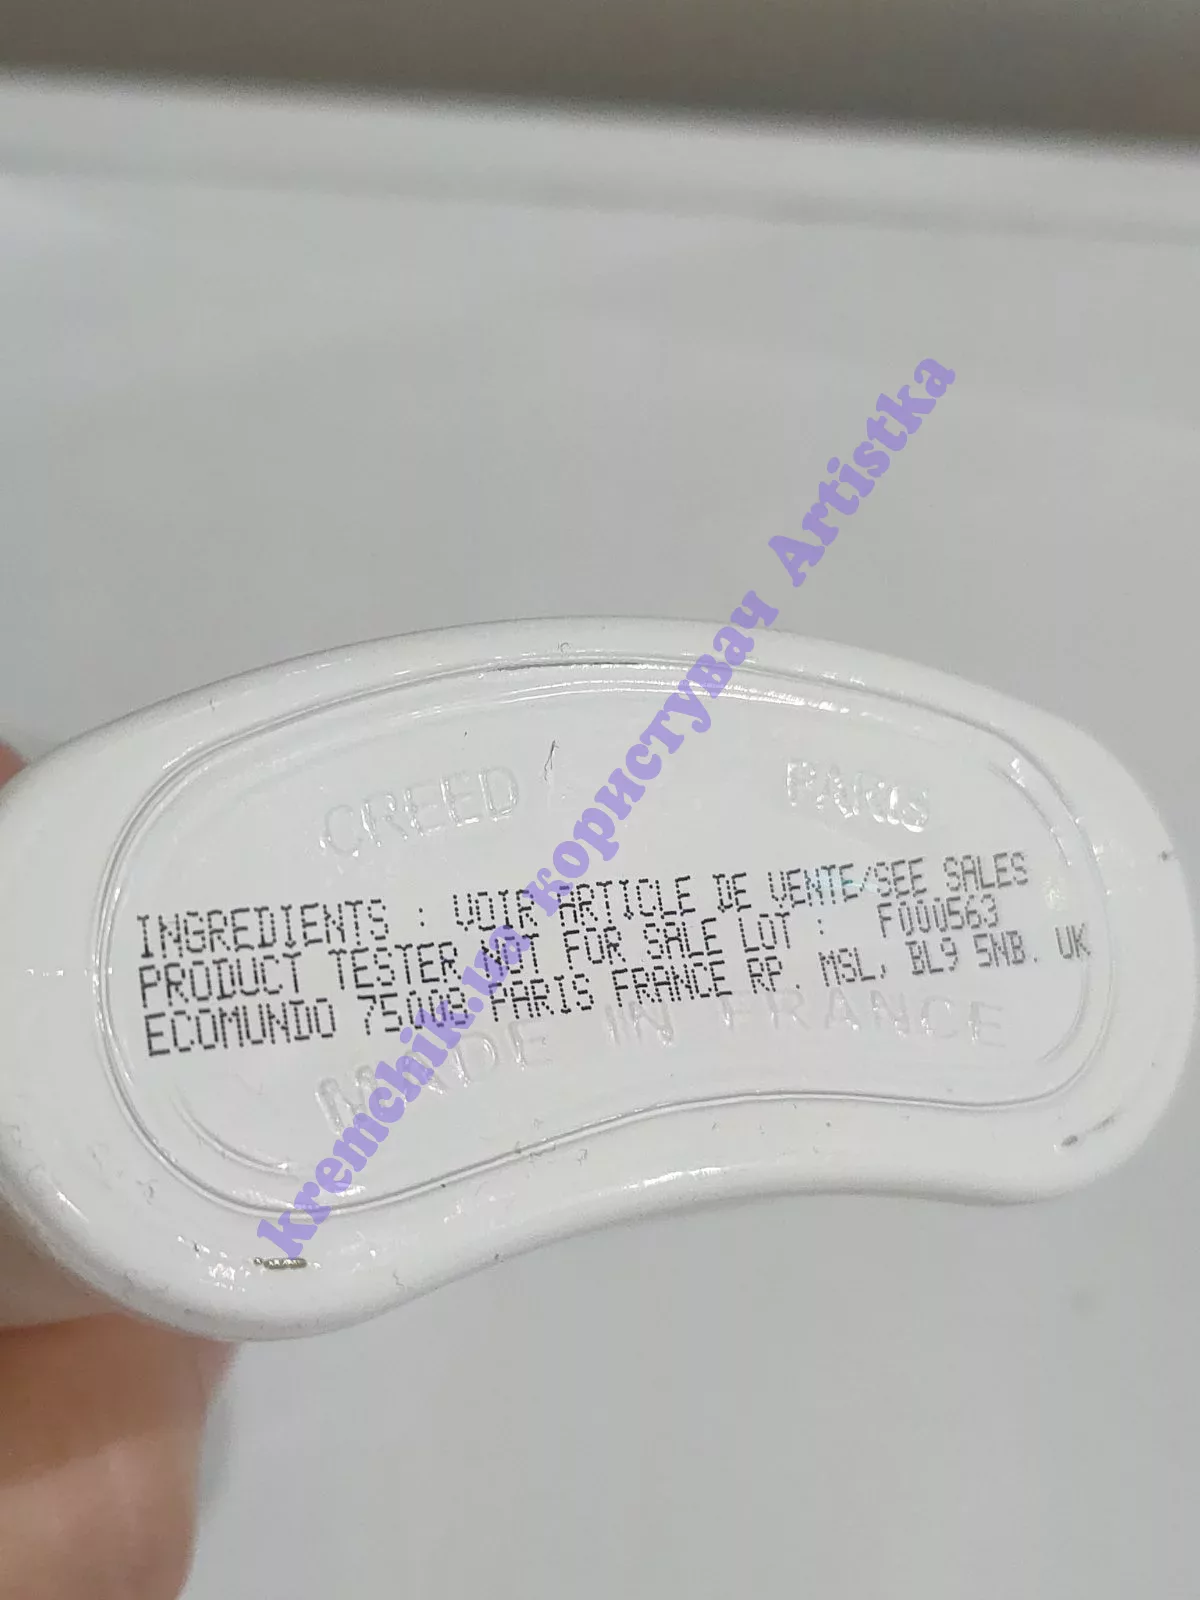 CREED PARIS
INGREDIENTS : VOIR ARTICLE DE VENTE/SEE SALES
PRODUCT TESTER NOT FOR SALE LOT : F000563
ECOMUNDO 75008 PARIS FRANCE RP. MSL, BL9 5NB. UK
MADE IN FRANCE
kremchik.ua користувач Artistka